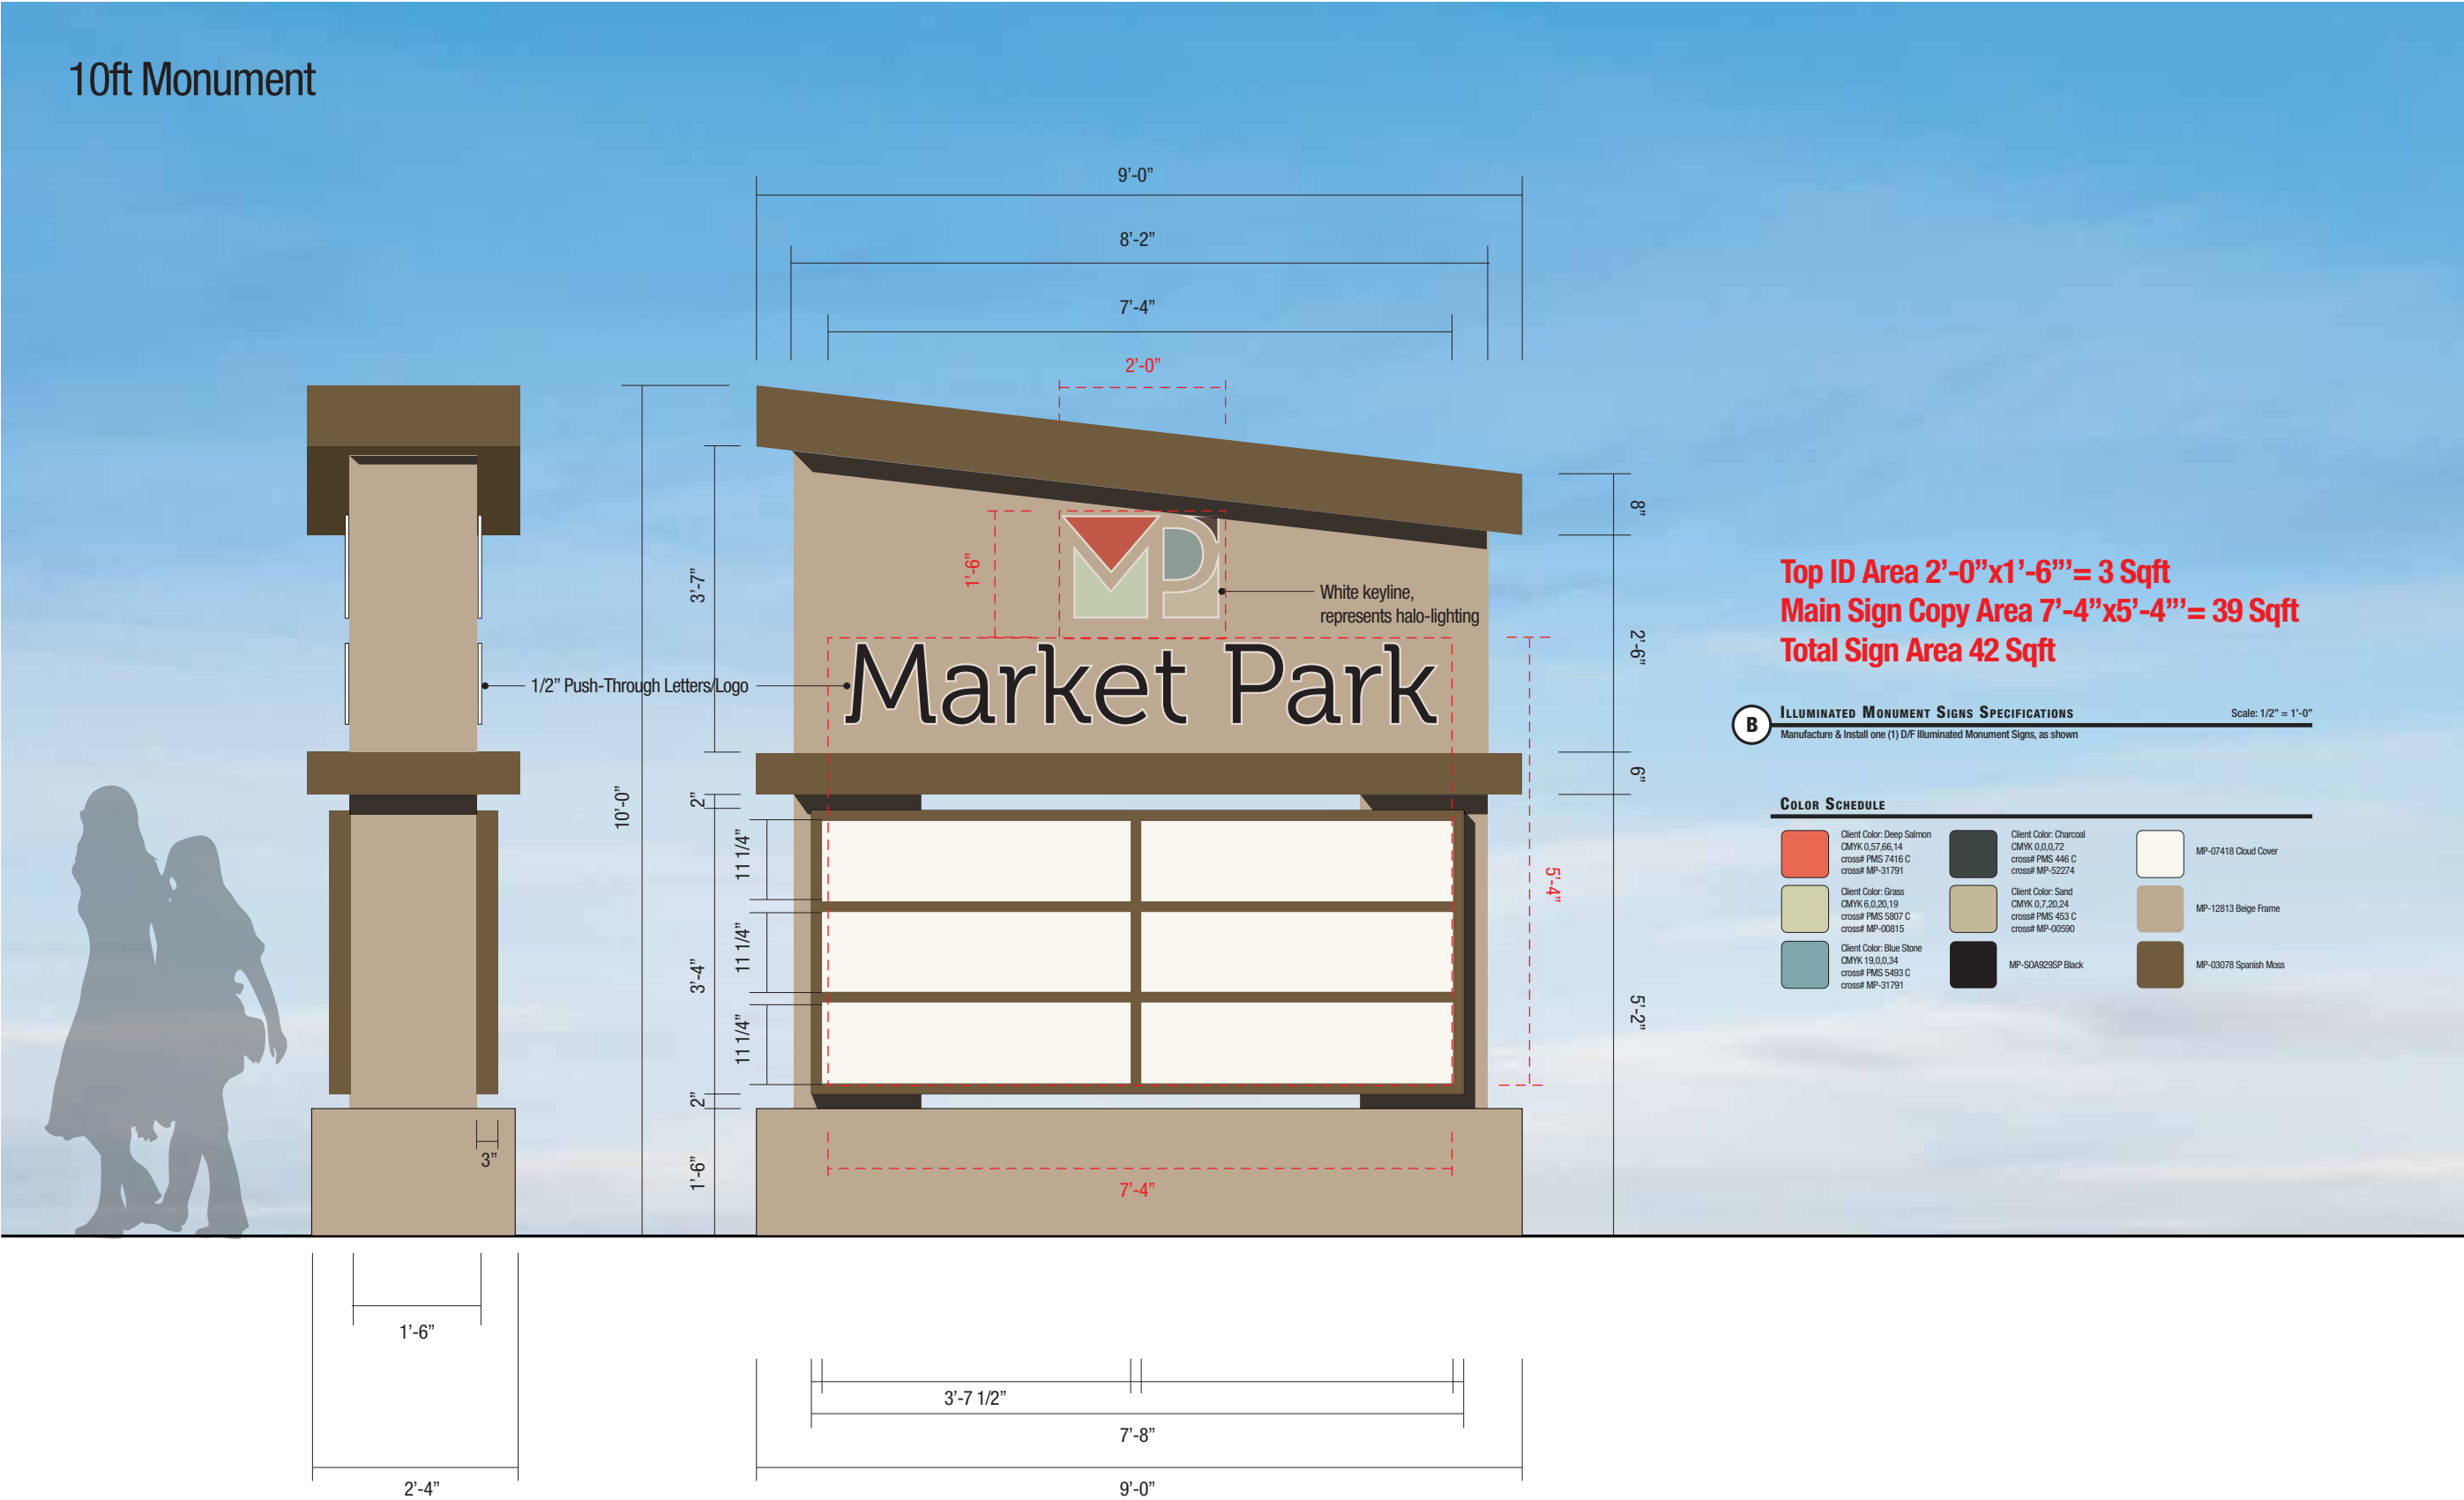 10ft Monument
9’-0”
8’-2”
7’-4”
2’-0”
1’-6”
3’-7”
10’-0”
8”
2’-6”
6”
5’-2”
5’-4”
MP
White keyline,
represents halo-lighting
1/2” Push-Through Letters/Logo
Market Park
2”
11 1/4”
11 1/4”
11 1/4”
3’-4”
2”
1’-6”
3”
7’-4”
1’-6”
2’-4”
3’-7 1/2”
7’-8”
9’-0”
Top ID Area 2’-0”x1’-6”’= 3 Sqft
Main Sign Copy Area 7’-4”x5’-4”’= 39 Sqft
Total Sign Area 42 Sqft
B
Illuminated Monument Signs Specifications
Scale: 1/2” = 1’-0”
Manufacture & Install one (1) D/F Illuminated Monument Signs, as shown
Color Schedule
Client Color: Deep Salmon
CMYK 0,57,66,14
cross# PMS 7416 C
cross# MP-31791
Client Color: Grass
CMYK 6,0,20,19
cross# PMS 5807 C
cross# MP-00815
Client Color: Blue Stone
CMYK 19,0,0,34
cross# PMS 5493 C
cross# MP-31791
Client Color: Charcoal
CMYK 0,0,0,72
cross# PMS 446 C
cross# MP-52274
Client Color: Sand
CMYK 0,7,20,24
cross# PMS 453 C
cross# MP-00590
MP-SOA929SP Black
MP-07418 Cloud Cover
MP-12813 Beige Frame
MP-03078 Spanish Moss